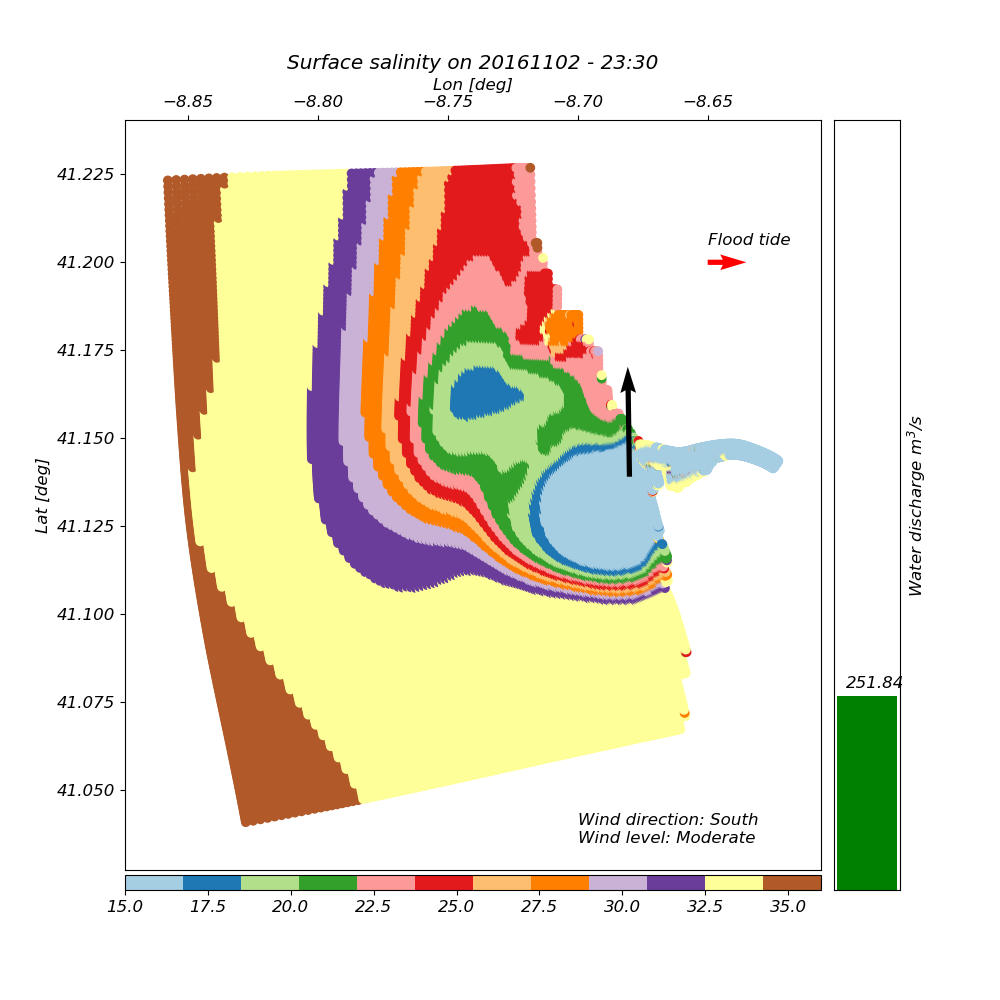 Surface salinity on 20161102 - 23:30
Lon [deg]
−8.85 −8.80 −8.75 −8.70 −8.65
41.225
41.200
41.175
41.150
41.125
41.100
41.075
41.050
Lat [deg]
Flood tide
Wind direction: South
Wind level: Moderate
251.84
Water discharge m³/s
15.0 17.5 20.0 22.5 25.0 27.5 30.0 32.5 35.0